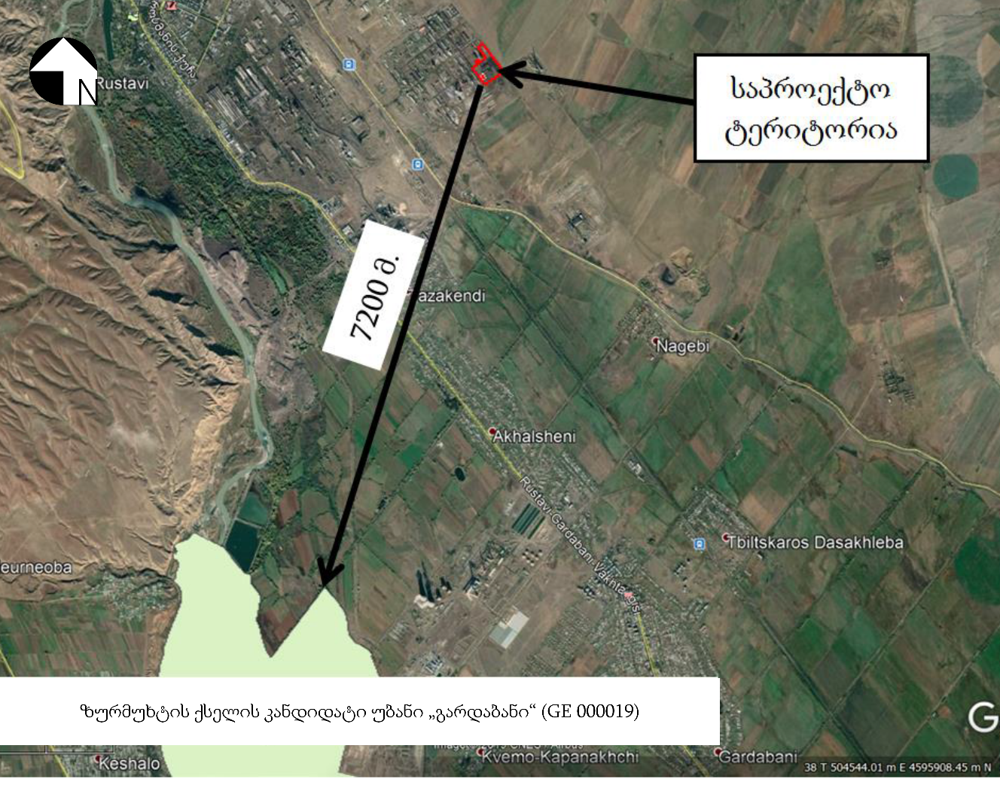 N
Rustavi
საპროექტო
ტერიტორია
7200 მ.
azakendi
Nagebi
Akhalsheni
Rustavi-Gardabani-Vakhtangisi
Tbiltskaros Dasakhleba
eurneoba
ზურმუხტის ქსელის კანდიდატი უბანი „გარდაბანი“ (GE 000019)
G
Keshalo
Kvemo-Kapanakhchi
Gardabani
38 T 504544.01 m E 4595908.45 m N